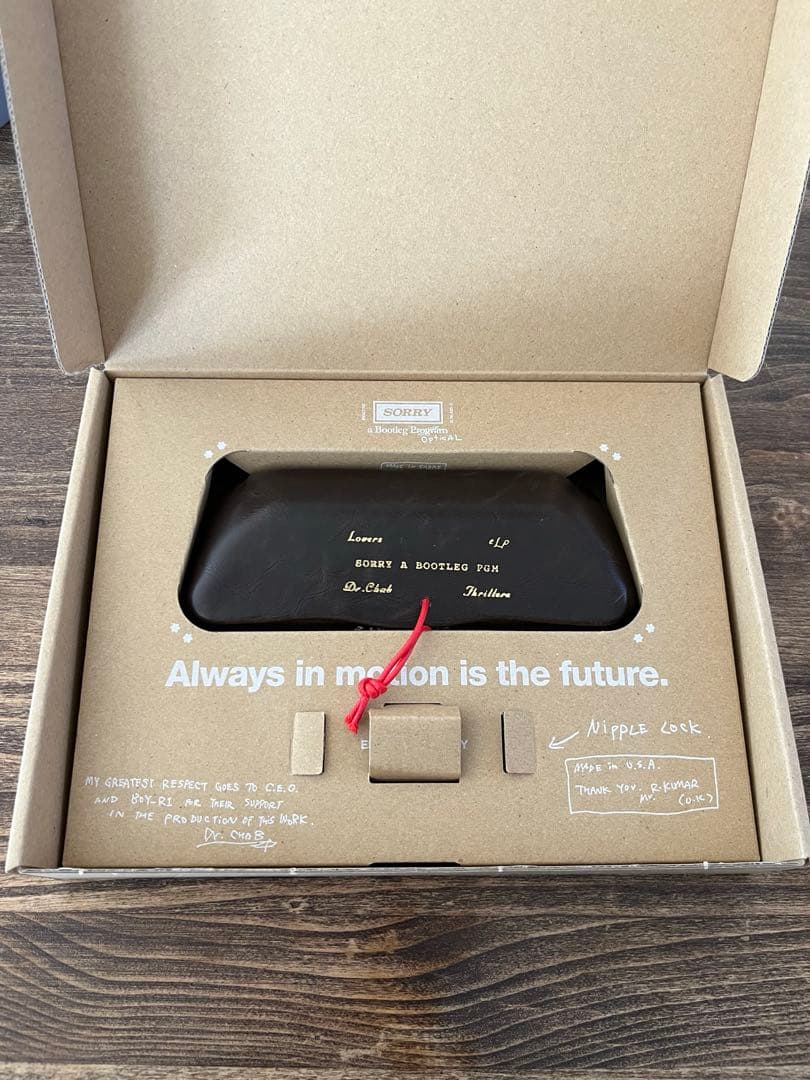 SORRY
a Bootleg Program
OPTICAL
Lovers eLP
SORRY A BOOTLEG PGM
Dr.Chab Thrillers
Always in motion is the future.
NIPPLE LOCK
MADE in U.S.A.
THANK YOU. R.KUMAR
Mr. (U.K)
MY GREATEST RESPECT GOES TO C.E.O.
AND BOY-RI FOR THEIR SUPPORT
IN THE PRODUCTION OF THIS WORK.
Dr. CHAB